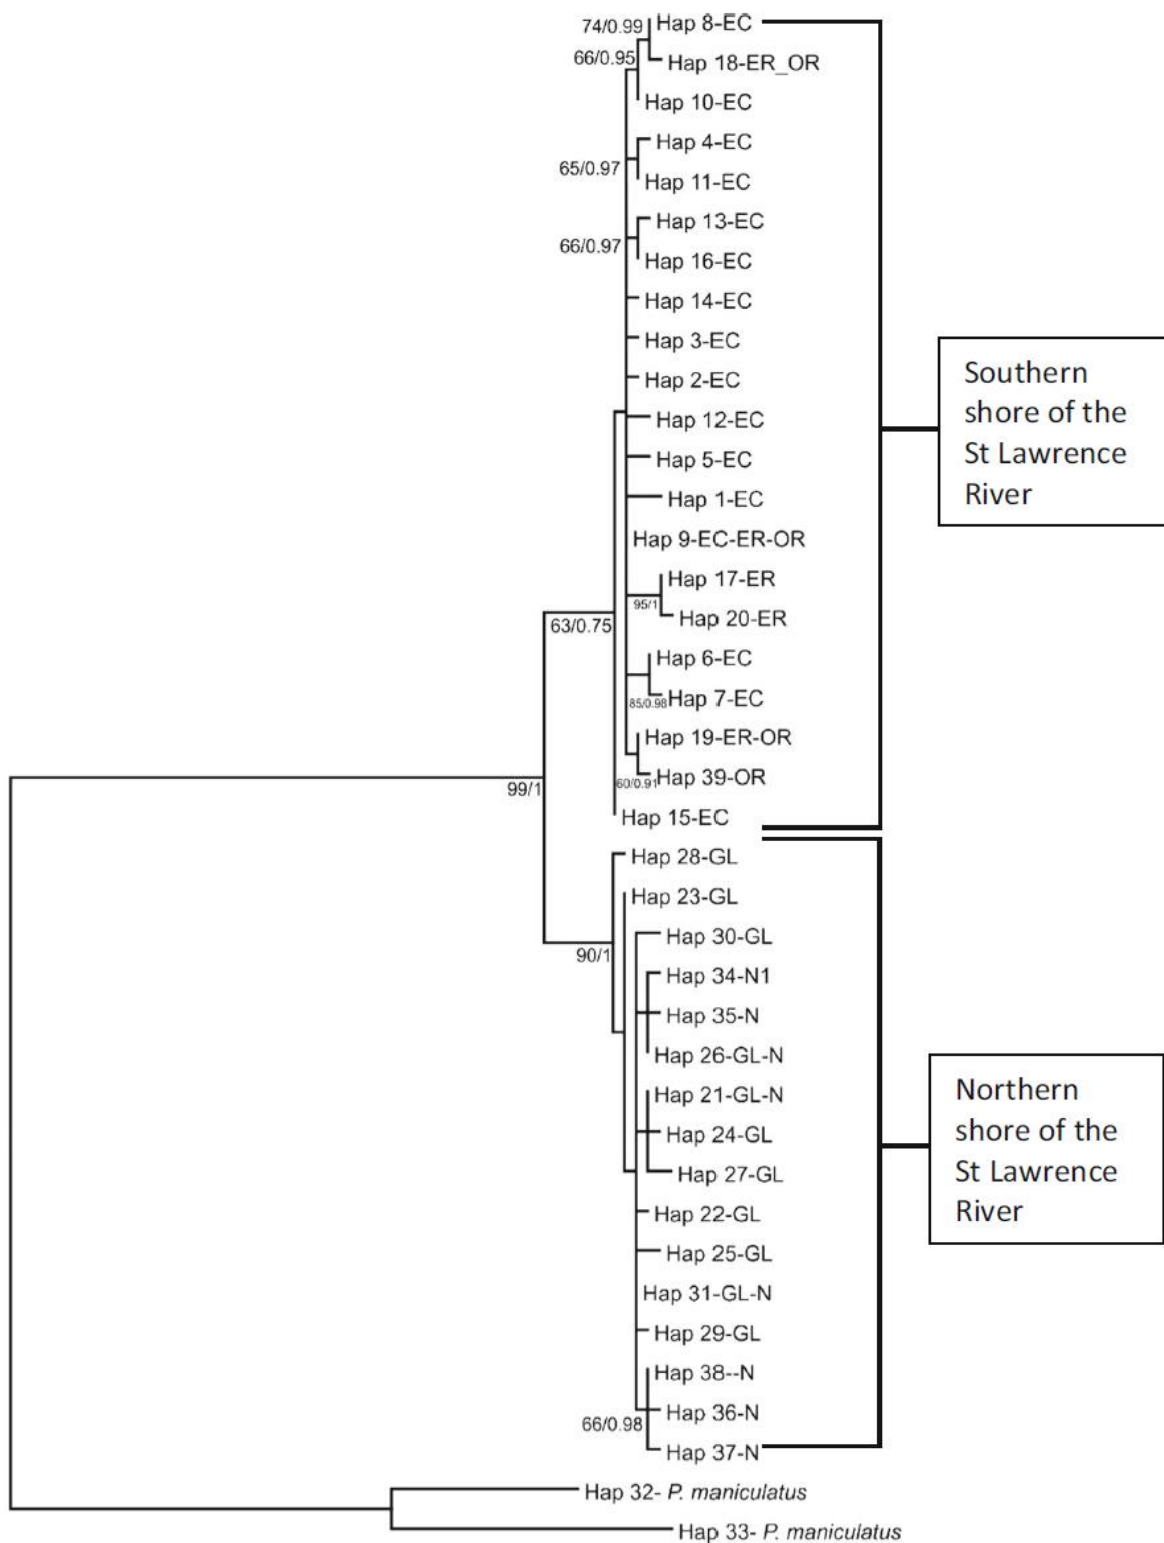 74/0.99
Hap 8-EC
66/0.95
Hap 18-ER_OR
Hap 10-EC
Hap 4-EC
65/0.97
Hap 11-EC
Hap 13-EC
66/0.97
Hap 16-EC
Hap 14-EC
Hap 3-EC
Hap 2-EC
Hap 12-EC
Hap 5-EC
Hap 1-EC
Hap 9-EC-ER-OR
Hap 17-ER
95/1
Hap 20-ER
63/0.75
Hap 6-EC
85/0.98
Hap 7-EC
Hap 19-ER-OR
60/0.91
Hap 39-OR
99/1
Hap 15-EC
Southern
shore of the
St Lawrence
River
Hap 28-GL
Hap 23-GL
Hap 30-GL
90/1
Hap 34-N1
Hap 35-N
Hap 26-GL-N
Hap 21-GL-N
Hap 24-GL
Hap 27-GL
Hap 22-GL
Hap 25-GL
Hap 31-GL-N
Hap 29-GL
Hap 38--N
Hap 36-N
66/0.98
Hap 37-N
Northern
shore of the
St Lawrence
River
Hap 32- P. maniculatus
Hap 33- P. maniculatus